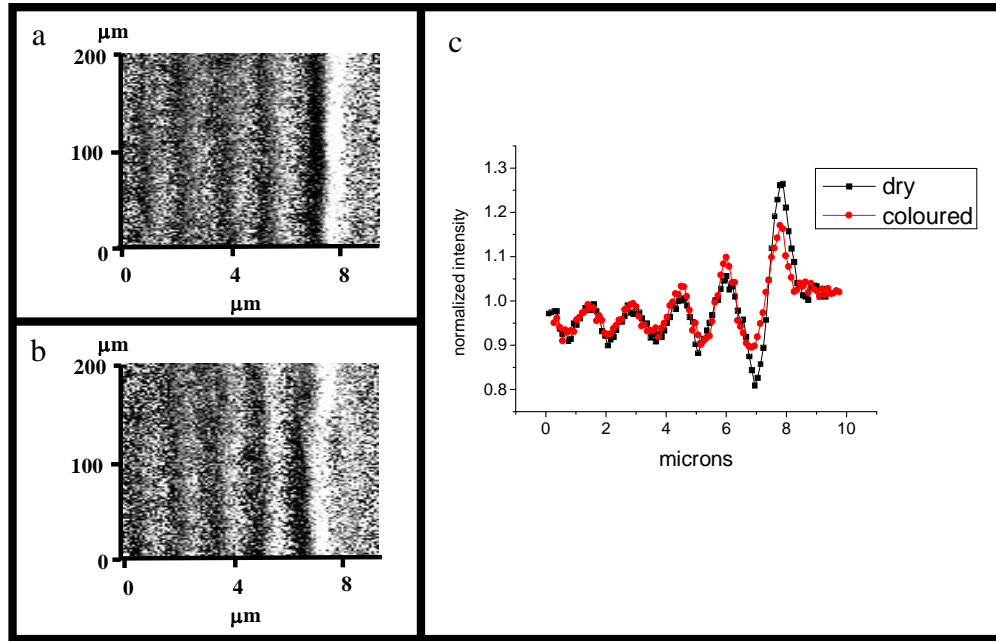 a
μm
200
100
0
0 4 8
μm
b
μm
200
100
0
0 4 8
μm
c
1.3
1.2
1.1
1.0
0.9
0.8
normalized intensity
0 2 4 6 8 10
microns
dry
coloured